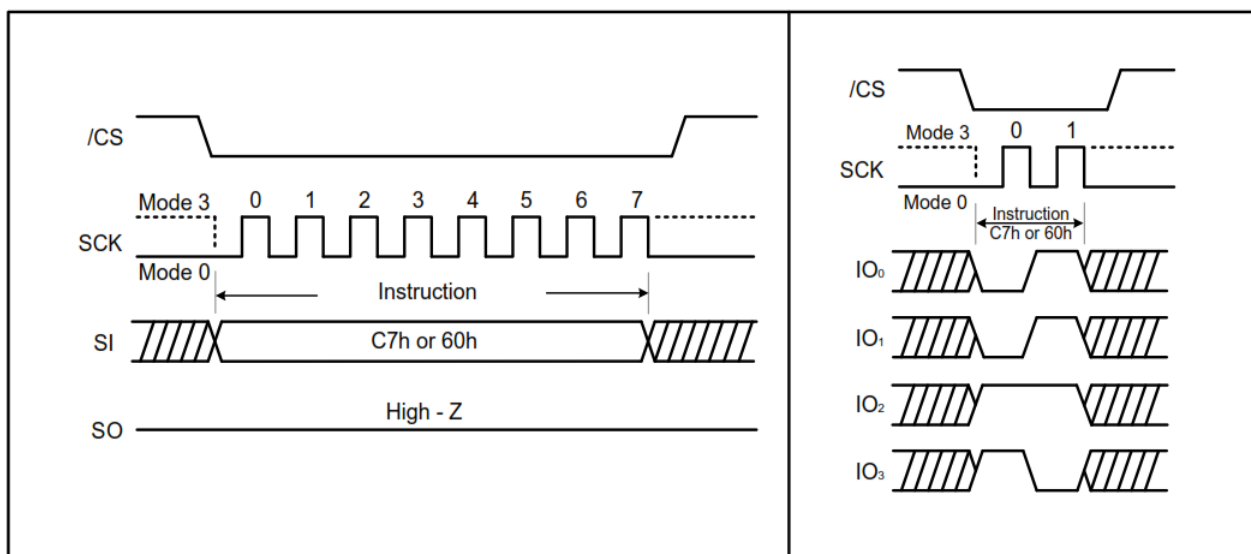 /CS
Mode 3
0 1 2 3 4 5 6 7
SCK
Mode 0
Instruction
SI
C7h or 60h
High - Z
SO
/CS
Mode 3
0 1
SCK
Mode 0
Instruction
C7h or 60h
IO₀
IO₁
IO₂
IO₃